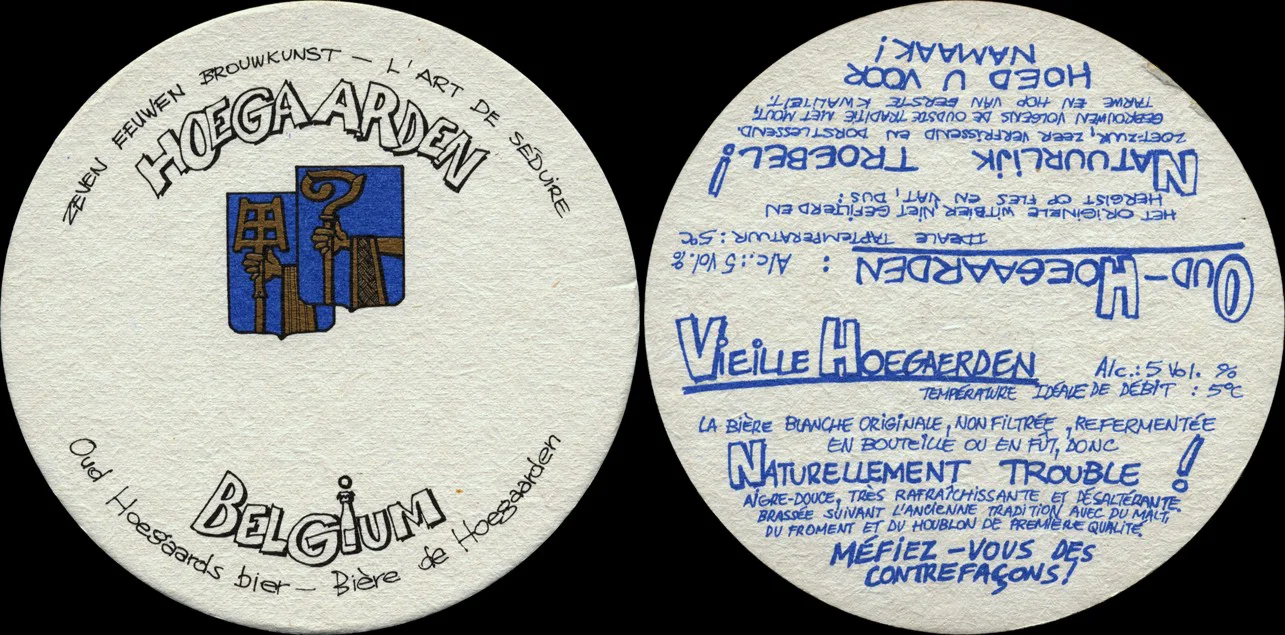 ZEVEN EEUWEN BROUWKUNST – L'ART DE SÉDUIRE
HOEGAARDEN
BELGIUM
Oud Hoegaards bier – Bière de Hoegaarden
OUD-HOEGAARDEN : Alc.: 5 Vol. %
IDEALE TAPTEMPERATUUR : 5°C
HET ORIGINELE WITBIER, NIET GEFILTERD EN
HERGIST OP FLES EN VAT, DUS :
NATUURLIJK TROEBEL !
ZOET-ZUUR, ZEER VERFRISSEND EN DORSTLESSEND.
GEBROUWEN VOLGENS DE OUDSTE TRADITIE MET MOUT,
TARWE EN HOP VAN EERSTE KWALITEIT.
HOED U VOOR
NAMAAK !
VIEILLE HOEGAERDEN Alc.: 5 Vol. %
TEMPÉRATURE IDÉALE DE DÉBIT : 5°C
LA BIÈRE BLANCHE ORIGINALE, NON FILTRÉE, REFERMENTÉE
EN BOUTEILLE OU EN FÛT, DONC
NATURELLEMENT TROUBLE !
AIGRE-DOUCE, TRÈS RAFRAÎCHISSANTE ET DÉSALTÉRANTE.
BRASSÉE SUIVANT L'ANCIENNE TRADITION AVEC DU MALT,
DU FROMENT ET DU HOUBLON DE PREMIÈRE QUALITÉ.
MÉFIEZ-VOUS DES
CONTREFAÇONS !